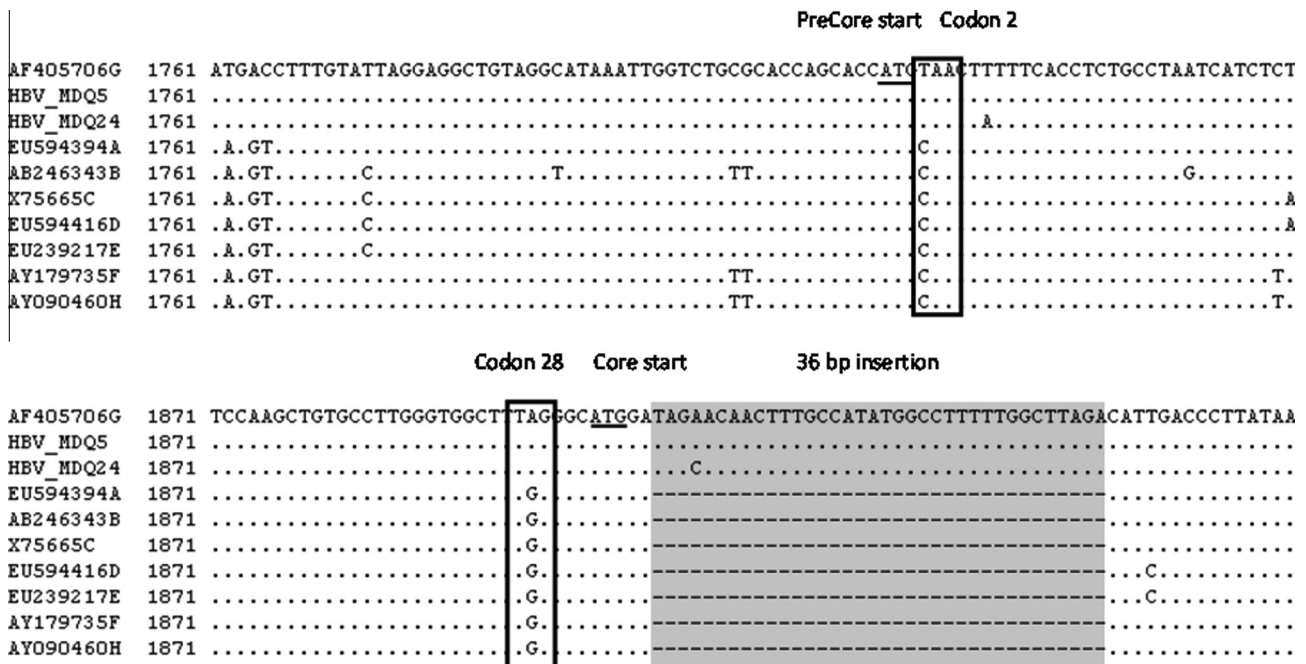 PreCore start Codon 2
AF405706G 1761 ATGACCTTTGTATTAGGAGGCTGTAGGCATAAATTGGTCTGCGCACCAGCACCATGTAACTTTTTCACCTCTGCCTAATCATCTCT
HBV_MDQ5 1761 ......................................................................................
HBV_MDQ24 1761 .............................................................A........................
EU594394A 1761 .A.GT.......C...........................................C.............................
AB246343B 1761 .A.GT.......C..............T.............TT.............C....................G........
X75665C 1761 .A.GT.......C...........................................C............................A
EU594416D 1761 .A.GT.......C...........................................C............................A
EU239217E 1761 .A.GT.......C...........................................C.............................
AY179735F 1761 .A.GT....................................TT.............C...........................T.
AY090460H 1761 .A.GT....................................TT.............C...........................T.
Codon 28 Core start 36 bp insertion
AF405706G 1871 TCCAAGCTGTGCCTTGGGTGGCTTTAGGGCATGGATAGAACAACTTTGCCATATGGCCTTTTTGGCTTAGACATTGACCCTTATAA
HBV_MDQ5 1871 ......................................................................................
HBV_MDQ24 1871 ......................................C...............................................
EU594394A 1871 .........................G.........------------------------------------...............
AB246343B 1871 .........................G.........------------------------------------...............
X75665C 1871 .........................G.........------------------------------------...............
EU594416D 1871 .........................G.........------------------------------------...C...........
EU239217E 1871 .........................G.........------------------------------------...C...........
AY179735F 1871 .........................G.........------------------------------------...............
AY090460H 1871 .........................G.........------------------------------------...............